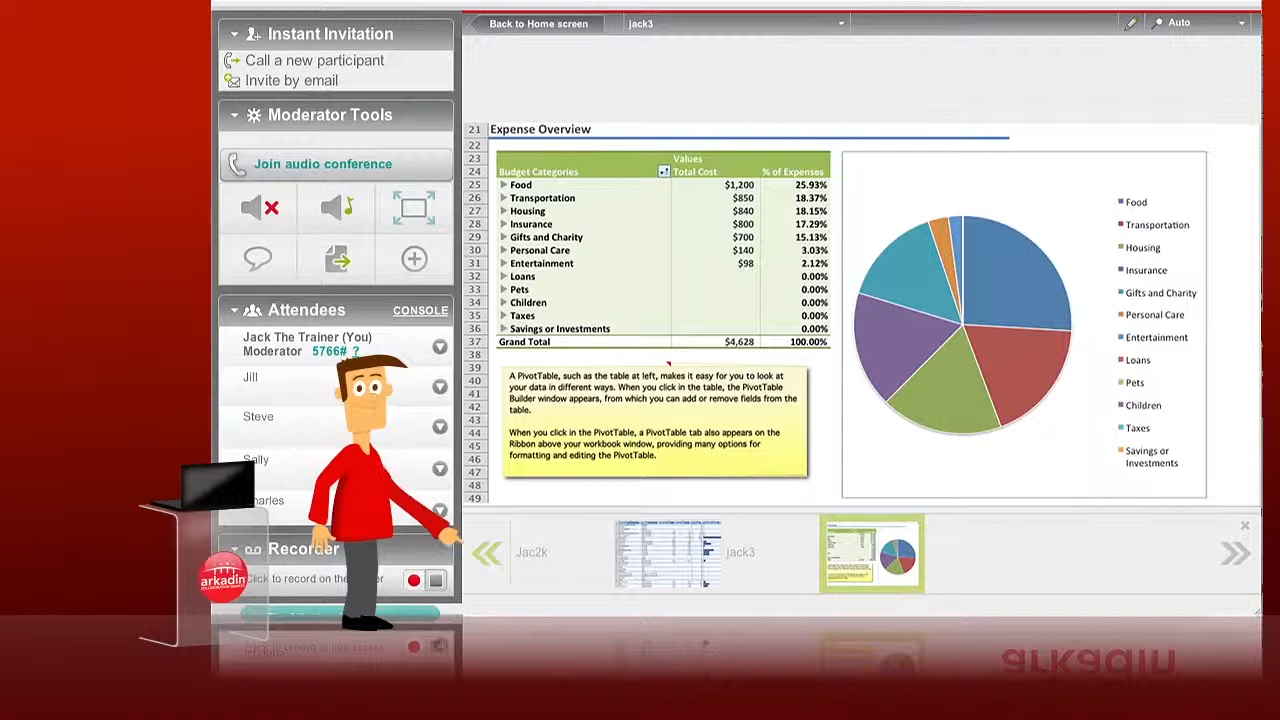 Instant Invitation
Call a new participant
Invite by email
Moderator Tools
Join audio conference
Attendees CONSOLE
Jack The Trainer (You)
Moderator 5766# ?
Jill
Steve
Sally
harles
Recorder
Click to record on the
arkadin
Back to Home screen jack3 Auto
21 Expense Overview
22
23 Values
24 Budget Categories Total Cost % of Expenses
25 Food $1,200 25.93%
26 Transportation $850 18.37%
27 Housing $840 18.15%
28 Insurance $800 17.29%
29 Gifts and Charity $700 15.13%
30 Personal Care $140 3.03%
31 Entertainment $98 2.12%
32 Loans 0.00%
33 Pets 0.00%
34 Children 0.00%
35 Taxes 0.00%
36 Savings or Investments 0.00%
37 Grand Total $4,628 100.00%
38
39
40
41
42
43
44
45
46
47
48
49
A PivotTable, such as the table at left, makes it easy for you to look at
your data in different ways. When you click in the table, the PivotTable
Builder window appears, from which you can add or remove fields from the
table.
When you click in the PivotTable, a PivotTable tab also appears on the
Ribbon above your workbook window, providing many options for
formatting and editing the PivotTable.
Food
Transportation
Housing
Insurance
Gifts and Charity
Personal Care
Entertainment
Loans
Pets
Children
Taxes
Savings or
Investments
Jac2k jack3
arkadin